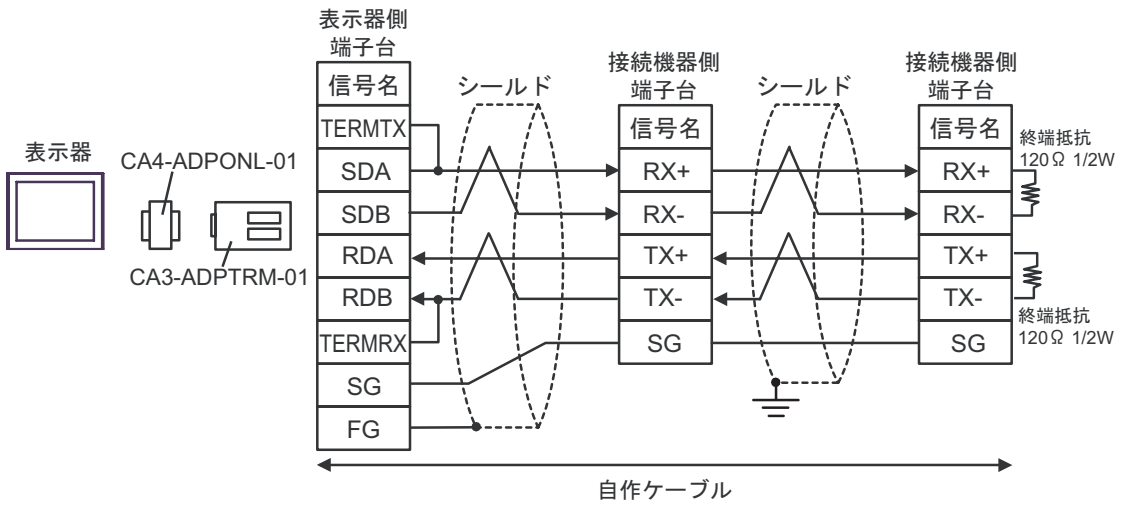 表示器
CA4-ADPONL-01
CA3-ADPTRM-01
表示器側
端子台
信号名
TERMTX
SDA
SDB
RDA
RDB
TERMRX
SG
FG
シールド
接続機器側
端子台
信号名
RX+
RX-
TX+
TX-
SG
シールド
接続機器側
端子台
信号名
RX+
RX-
TX+
TX-
SG
終端抵抗
120Ω 1/2W
終端抵抗
120Ω 1/2W
自作ケーブル